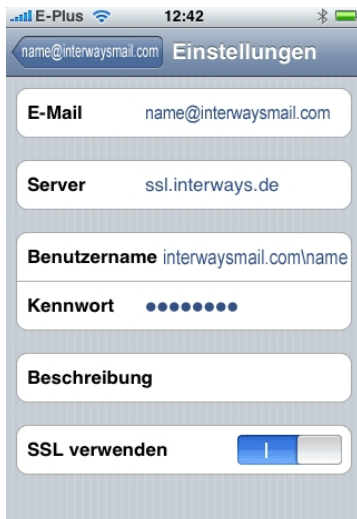 E-Plus 12:42
name@interwaysmail.com Einstellungen
E-Mail name@interwaysmail.com
Server ssl.interways.de
Benutzername interwaysmail.com\name
Kennwort ●●●●●●●●
Beschreibung
SSL verwenden